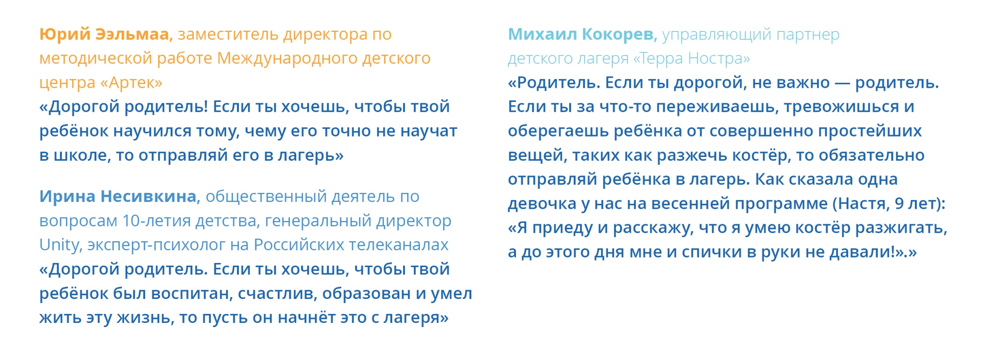 Юрий Ээльмаа, заместитель директора по
методической работе Международного детского
центра «Артек»
«Дорогой родитель! Если ты хочешь, чтобы твой
ребёнок научился тому, чему его точно не научат
в школе, то отправляй его в лагерь»
Ирина Несивкина, общественный деятель по
вопросам 10-летия детства, генеральный директор
Unity, эксперт-психолог на Российских телеканалах
«Дорогой родитель. Если ты хочешь, чтобы твой
ребёнок был воспитан, счастлив, образован и умел
жить эту жизнь, то пусть он начнёт это с лагеря»
Михаил Кокорев, управляющий партнер
детского лагеря «Терра Ностра»
«Родитель. Если ты дорогой, не важно — родитель.
Если ты за что-то переживаешь, тревожишься и
оберегаешь ребёнка от совершенно простейших
вещей, таких как разжечь костёр, то обязательно
отправляй ребёнка в лагерь. Как сказала одна
девочка у нас на весенней программе (Настя, 9 лет):
«Я приеду и расскажу, что я умею костёр разжигать,
а до этого дня мне и спички в руки не давали!».»